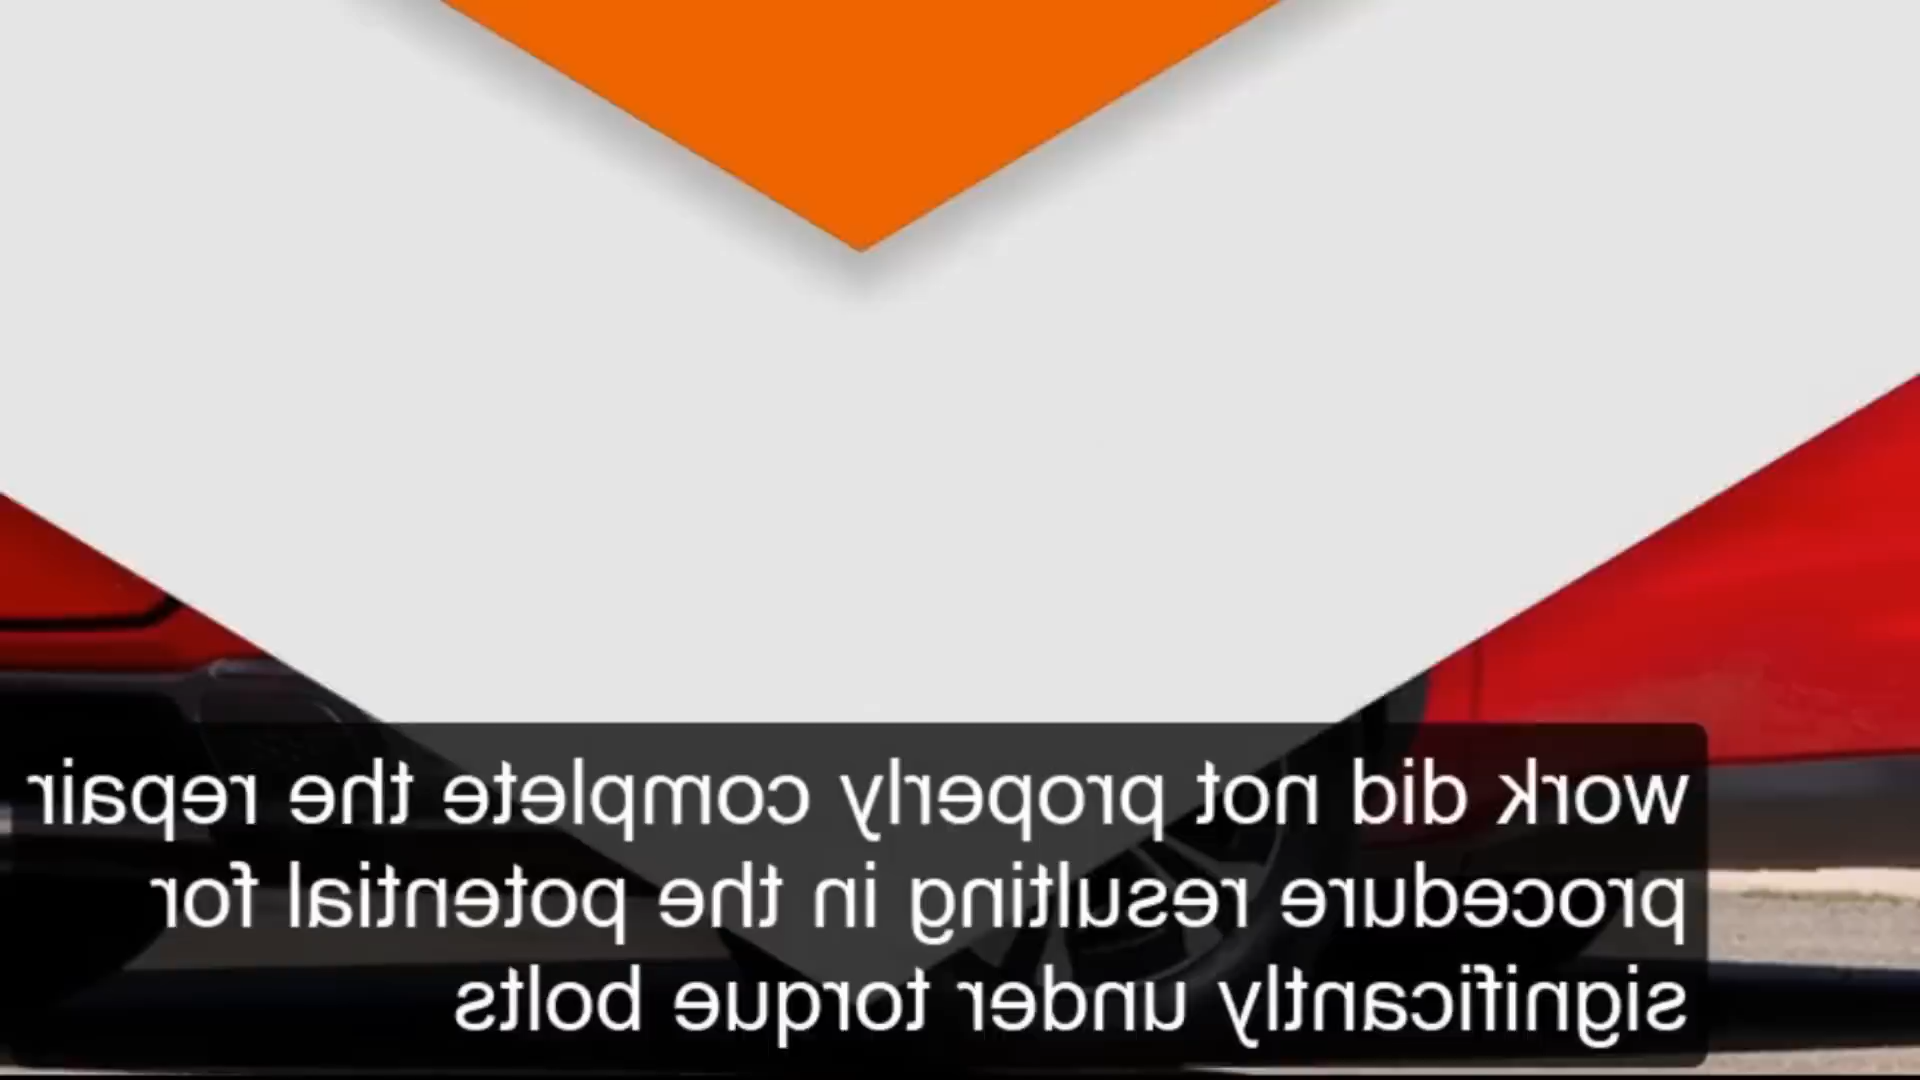 work did not properly complete the repair
procedure resulting in the potential for
significantly under torque bolts